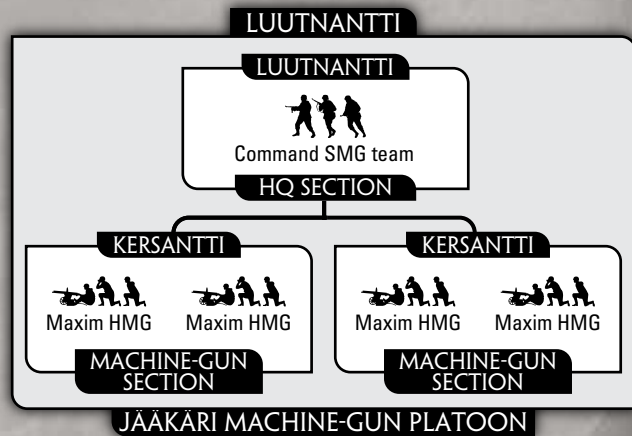 LUUTNANTTI
LUUTNANTTI
Command SMG team
HQ SECTION
KERSANTTI
Maxim HMG Maxim HMG
MACHINE-GUN
SECTION
KERSANTTI
Maxim HMG Maxim HMG
MACHINE-GUN
SECTION
JÄÄKÄRI MACHINE-GUN PLATOON